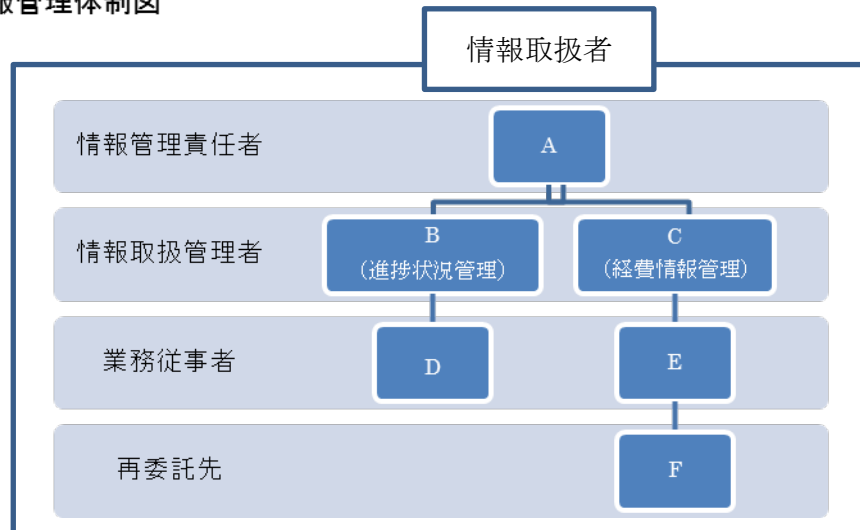 報管理体制図
情報取扱者
情報管理責任者
A
情報取扱管理者
B
(進捗状況管理)
C
(経費情報管理)
業務従事者
D
E
再委託先
F